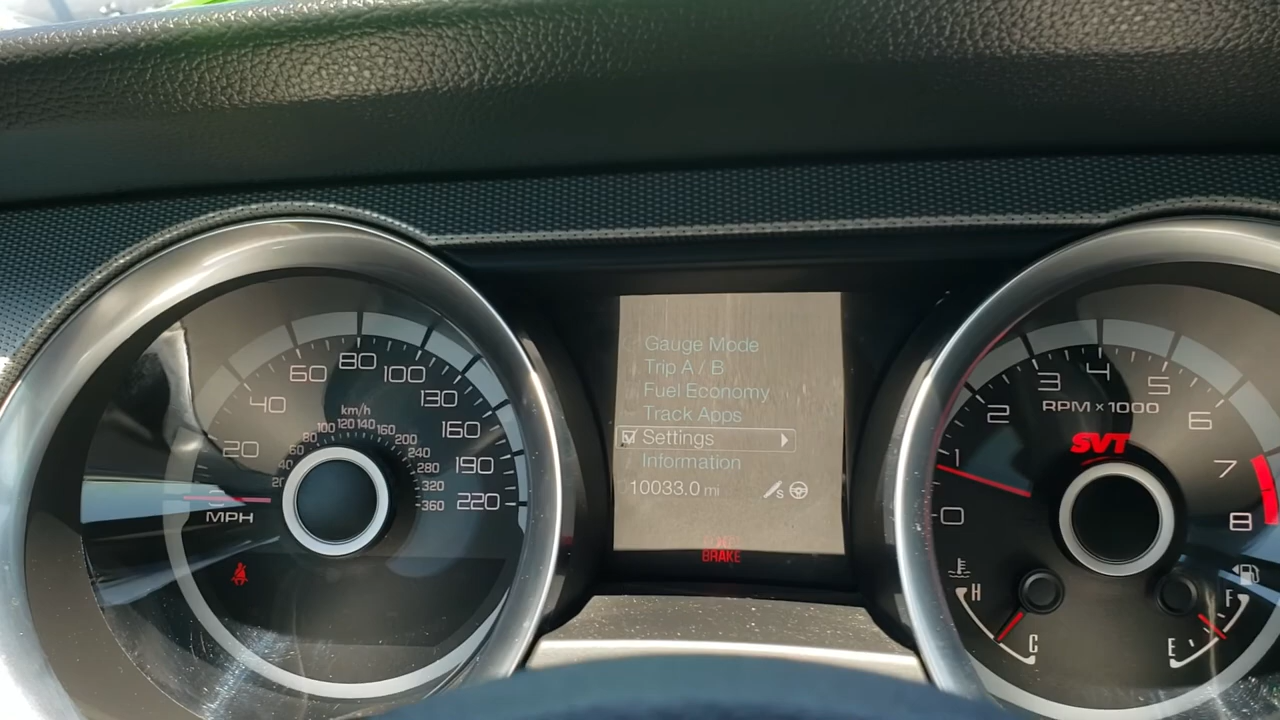 20
40
60
80
100
130
160
190
220
km/h
20
40
60
80
100
120
140
160
200
240
280
320
360
MPH
Gauge Mode
Trip A / B
Fuel Economy
Track Apps
Settings
Information
10033.0 mi
S
BRAKE
0
1
2
3
4
5
6
7
8
RPM x 1000
SVT
H
C
F
E